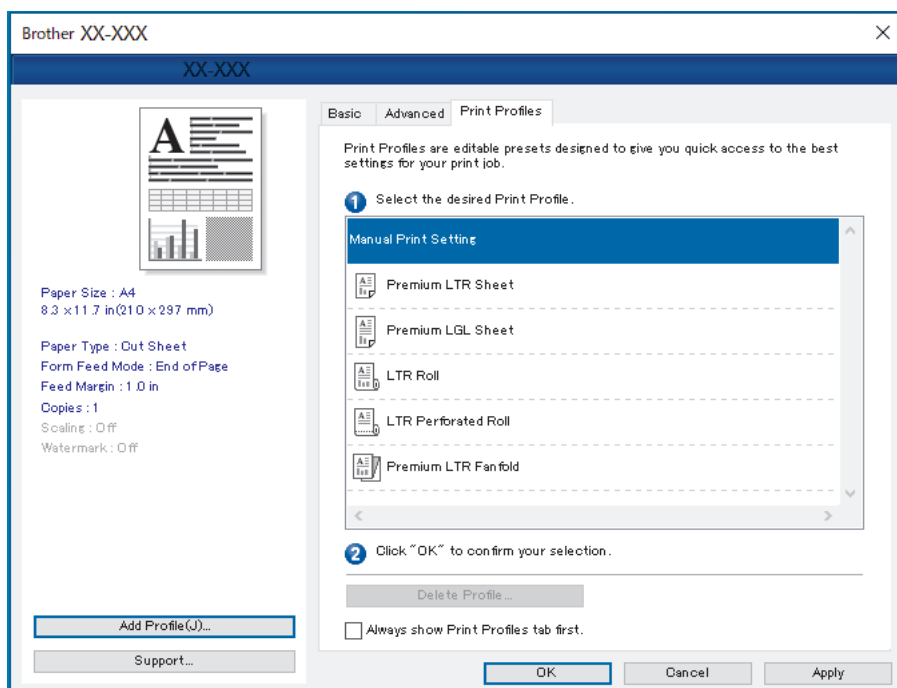 Brother XX-XXX
XX-XXX
A
Paper Size : A4
8.3 x 11.7 in(210 x 297 mm)
Paper Type : Cut Sheet
Form Feed Mode : End of Page
Feed Margin : 1.0 in
Copies : 1
Scaling : Off
Watermark : Off
Add Profile(J)...
Support...
Basic
Advanced
Print Profiles
Print Profiles are editable presets designed to give you quick access to the best
settings for your print job.
1 Select the desired Print Profile.
Manual Print Setting
Premium LTR Sheet
Premium LGL Sheet
LTR Roll
LTR Perforated Roll
Premium LTR Fanfold
2 Click "OK" to confirm your selection.
Delete Profile...
Always show Print Profiles tab first.
OK
Cancel
Apply